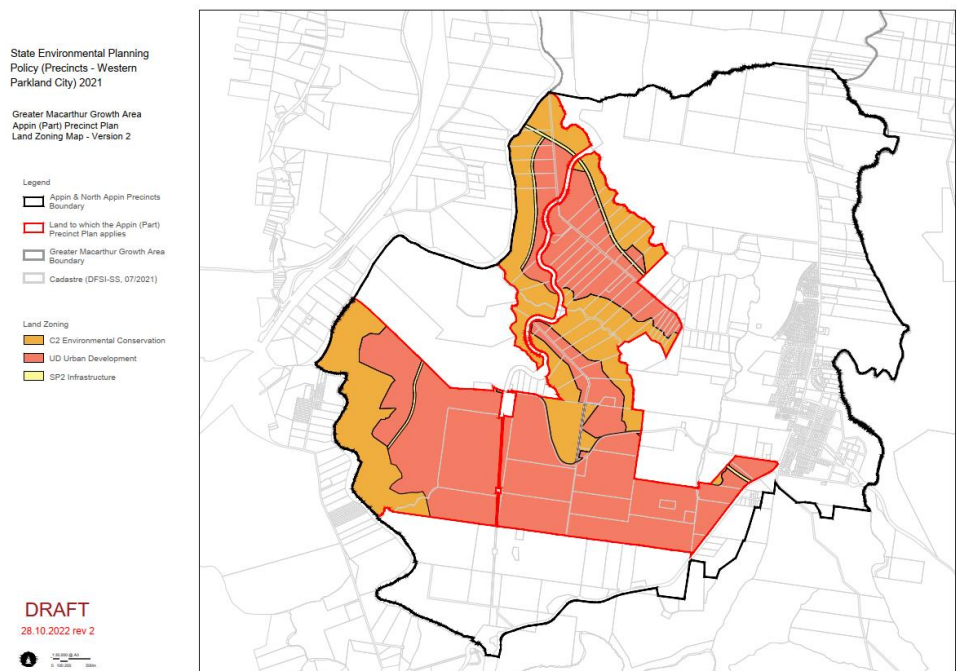 State Environmental Planning
Policy (Precincts - Western
Parkland City) 2021
Greater Macarthur Growth Area
Appin (Part) Precinct Plan
Land Zoning Map - Version 2
Legend
Appin & North Appin Precincts
Boundary
Land to which the Appin (Part)
Precinct Plan applies
Greater Macarthur Growth Area
Boundary
Cadastre (DFSI-SS, 07/2021)
Land Zoning
C2 Environmental Conservation
UD Urban Development
SP2 Infrastructure
DRAFT
28.10.2022 rev 2